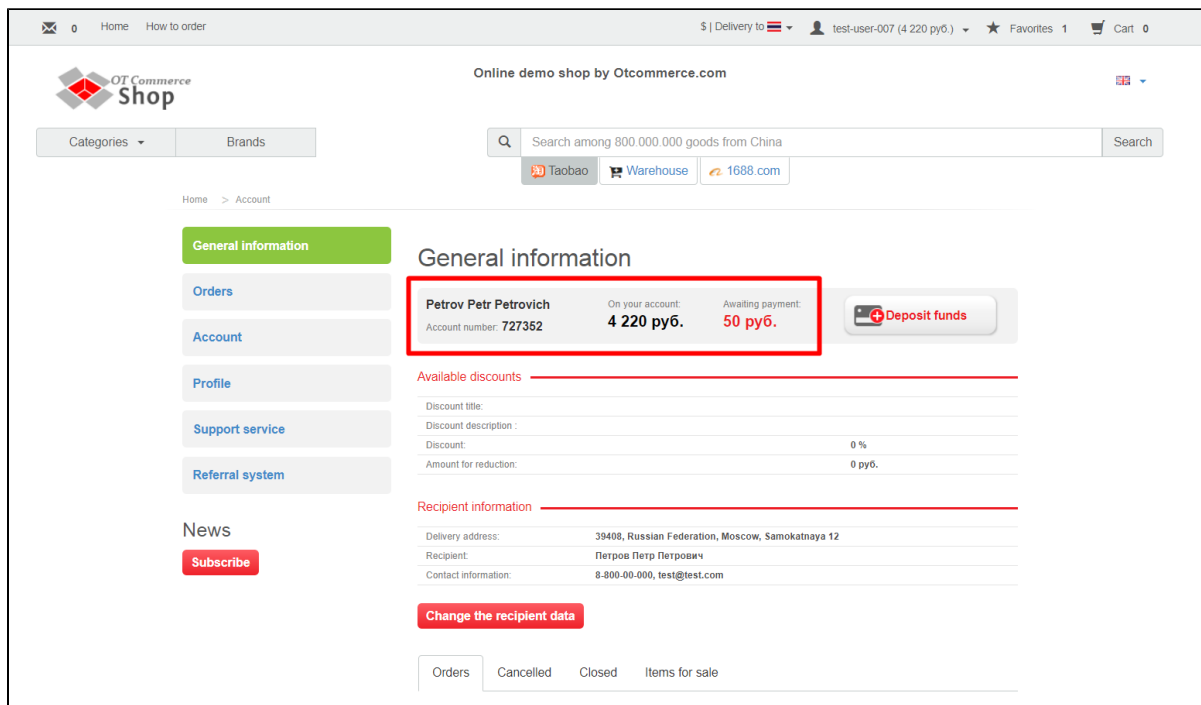 0 Home How to order $ | Delivery to test-user-007 (4 220 руб.) Favorites 1 Cart 0
OT Commerce
Shop
Online demo shop by Otcommerce.com
Categories Brands Search among 800.000.000 goods from China Search
Taobao Warehouse 1688.com
Home > Account
General information
Orders
Account
Profile
Support service
Referral system
News
Subscribe
General information
Petrov Petr Petrovich On your account: Awaiting payment:
Account number: 727352 4 220 руб. 50 руб.
Deposit funds
Available discounts
Discount title:
Discount description :
Discount: 0 %
Amount for reduction: 0 руб.
Recipient information
Delivery address: 39408, Russian Federation, Moscow, Samokatnaya 12
Recipient: Петров Петр Петрович
Contact information: 8-800-00-000, test@test.com
Change the recipient data
Orders Cancelled Closed Items for sale